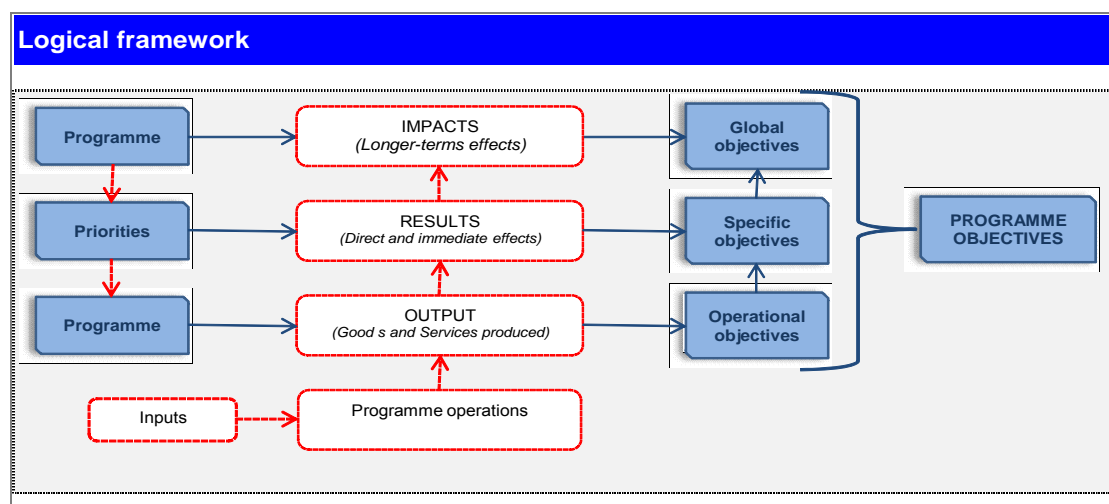 Logical framework
Programme
IMPACTS
(Longer-terms effects)
Global
objectives
Priorities
RESULTS
(Direct and immediate effects)
Specific
objectives
PROGRAMME
OBJECTIVES
Programme
OUTPUT
(Good s and Services produced)
Operational
objectives
Inputs
Programme operations